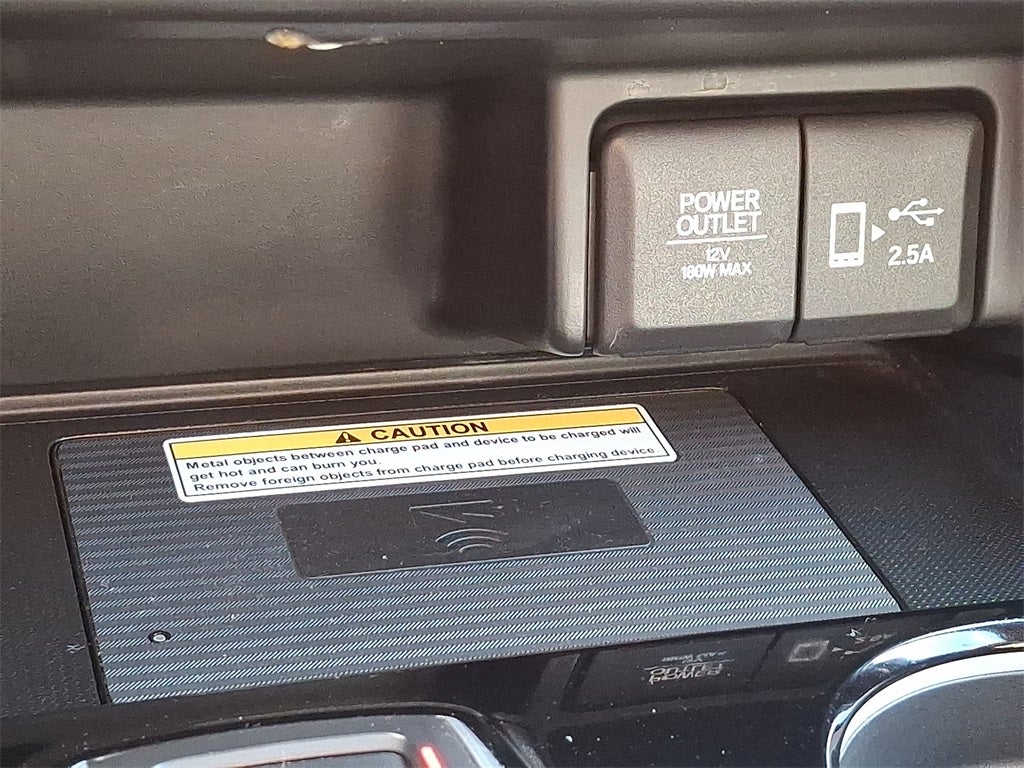 POWER
OUTLET
12V
180W MAX
2.5A
CAUTION
Metal objects between charge pad and device to be charged will
get hot and can burn you.
Remove foreign objects from charge pad before charging device